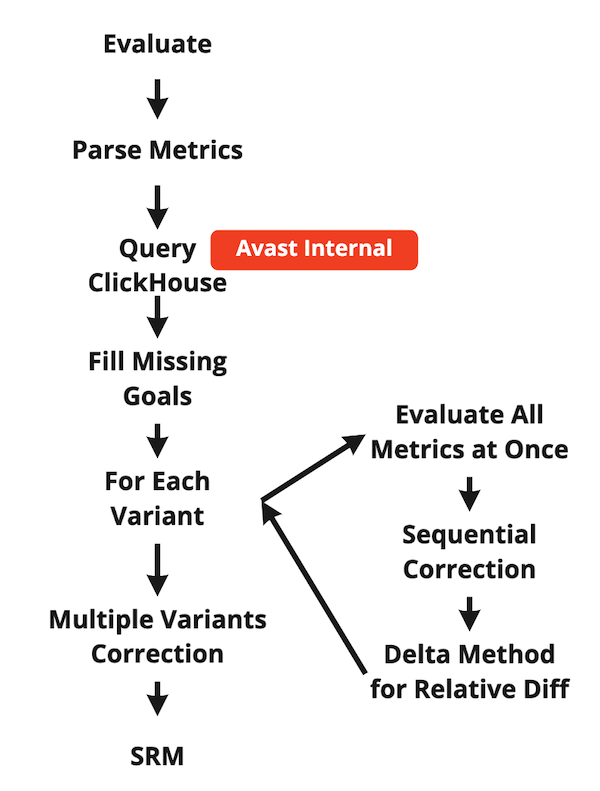 Evaluate
Parse Metrics
Query
ClickHouse
Avast Internal
Fill Missing
Goals
For Each
Variant
Multiple Variants
Correction
SRM
Evaluate All
Metrics at Once
Sequential
Correction
Delta Method
for Relative Diff